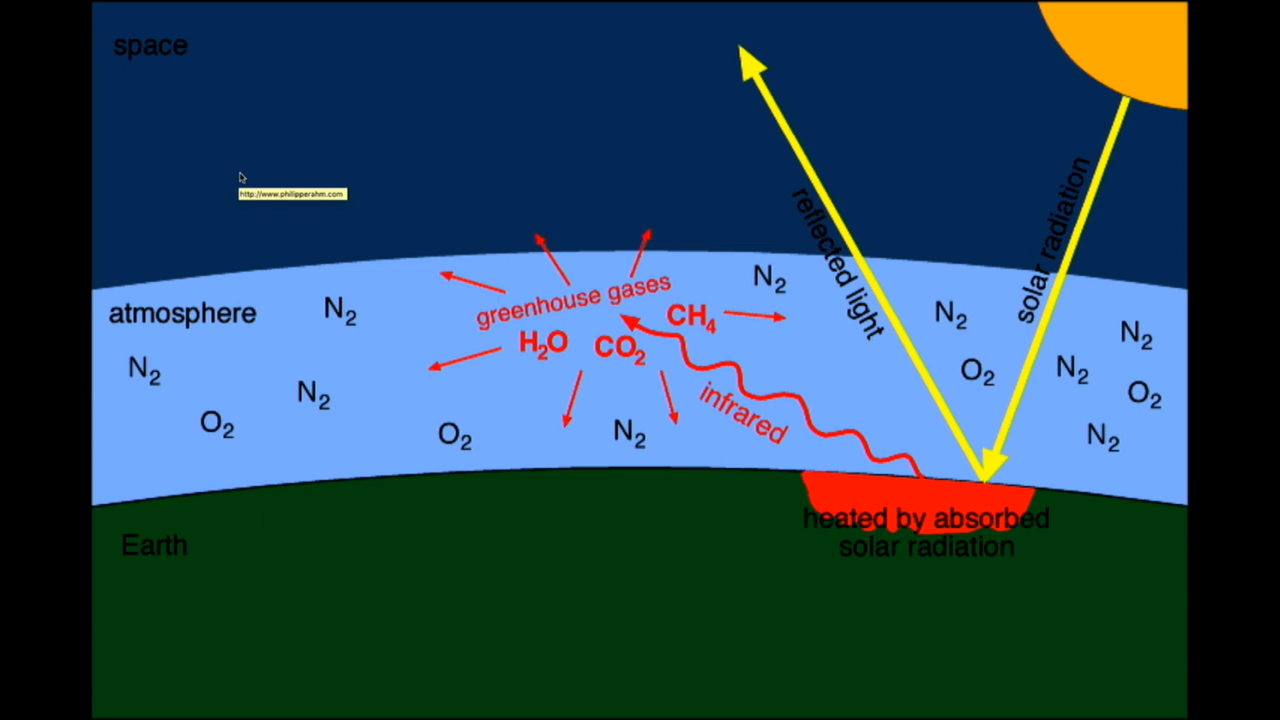 space
http://www.philipperahm.com
reflected light
solar radiation
greenhouse gases
N₂
N₂
atmosphere
N₂
CH₄
N₂
H₂O
CO₂
N₂
N₂
O₂
N₂
N₂
O₂
infrared
O₂
O₂
N₂
N₂
heated by absorbed
solar radiation
Earth